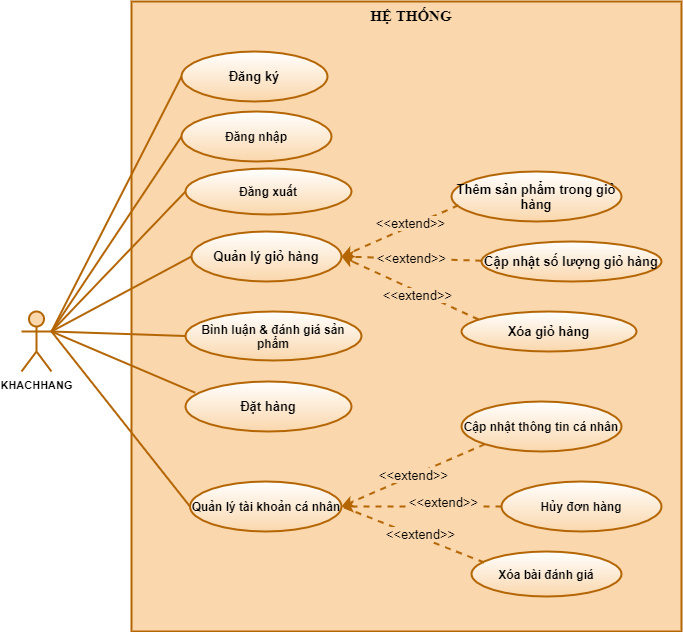 HỆ THỐNG
Đăng ký
Đăng nhập
Đăng xuất
Thêm sản phẩm trong giỏ
hàng
<<extend>>
Quản lý giỏ hàng
<<extend>>
Cập nhật số lượng giỏ hàng
<<extend>>
Xóa giỏ hàng
Bình luận & đánh giá sản
phẩm
KHACHHANG
Đặt hàng
Cập nhật thông tin cá nhân
<<extend>>
Quản lý tài khoản cá nhân
<<extend>>
Hủy đơn hàng
<<extend>>
Xóa bài đánh giá